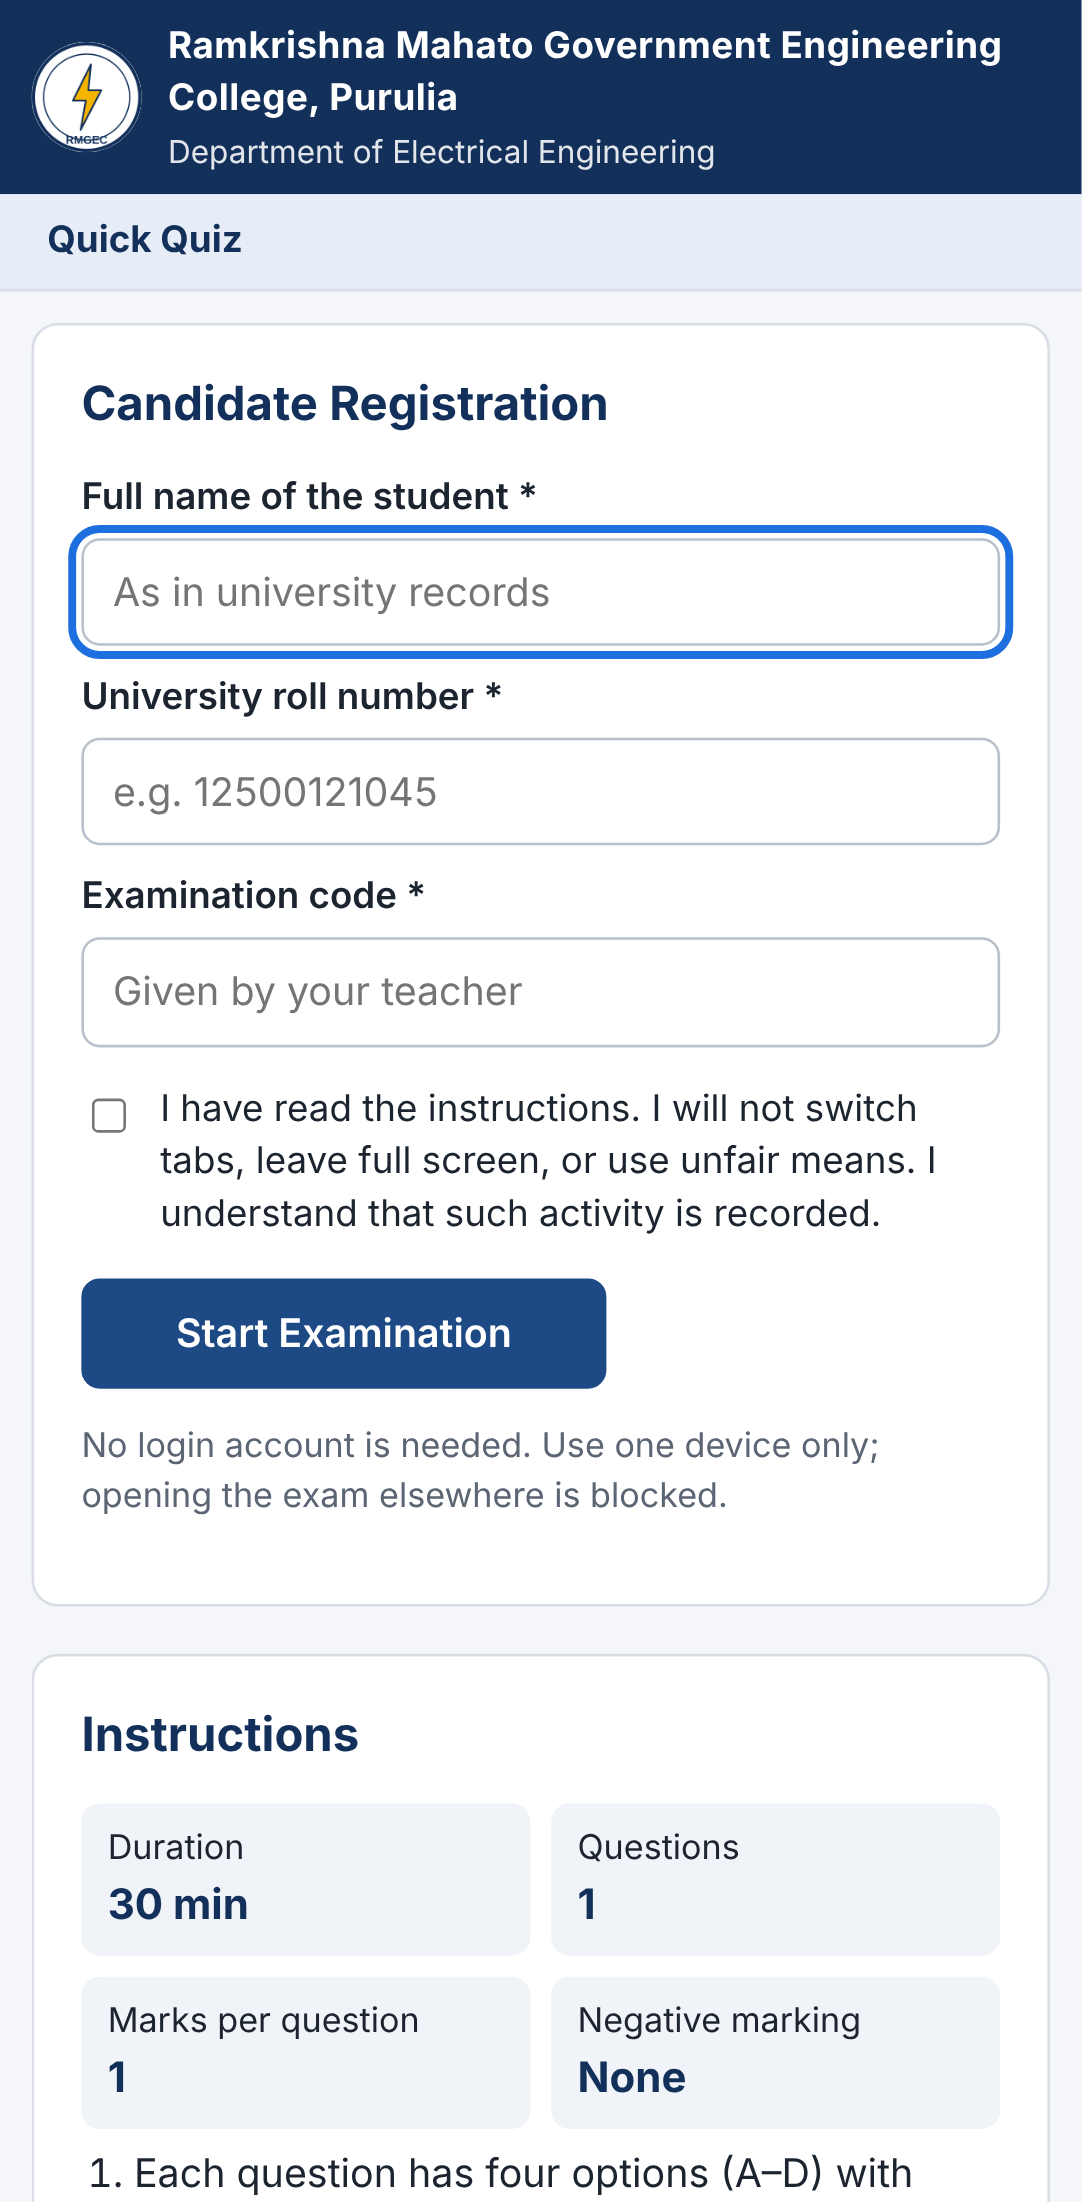 Ramkrishna Mahato Government Engineering
College, Purulia
Department of Electrical Engineering
RMGEC
Quick Quiz
Candidate Registration
Full name of the student *
As in university records
University roll number *
e.g. 12500121045
Examination code *
Given by your teacher
I have read the instructions. I will not switch
tabs, leave full screen, or use unfair means. I
understand that such activity is recorded.
Start Examination
No login account is needed. Use one device only;
opening the exam elsewhere is blocked.
Instructions
Duration
30 min
Questions
1
Marks per question
1
Negative marking
None
1. Each question has four options (A–D) with